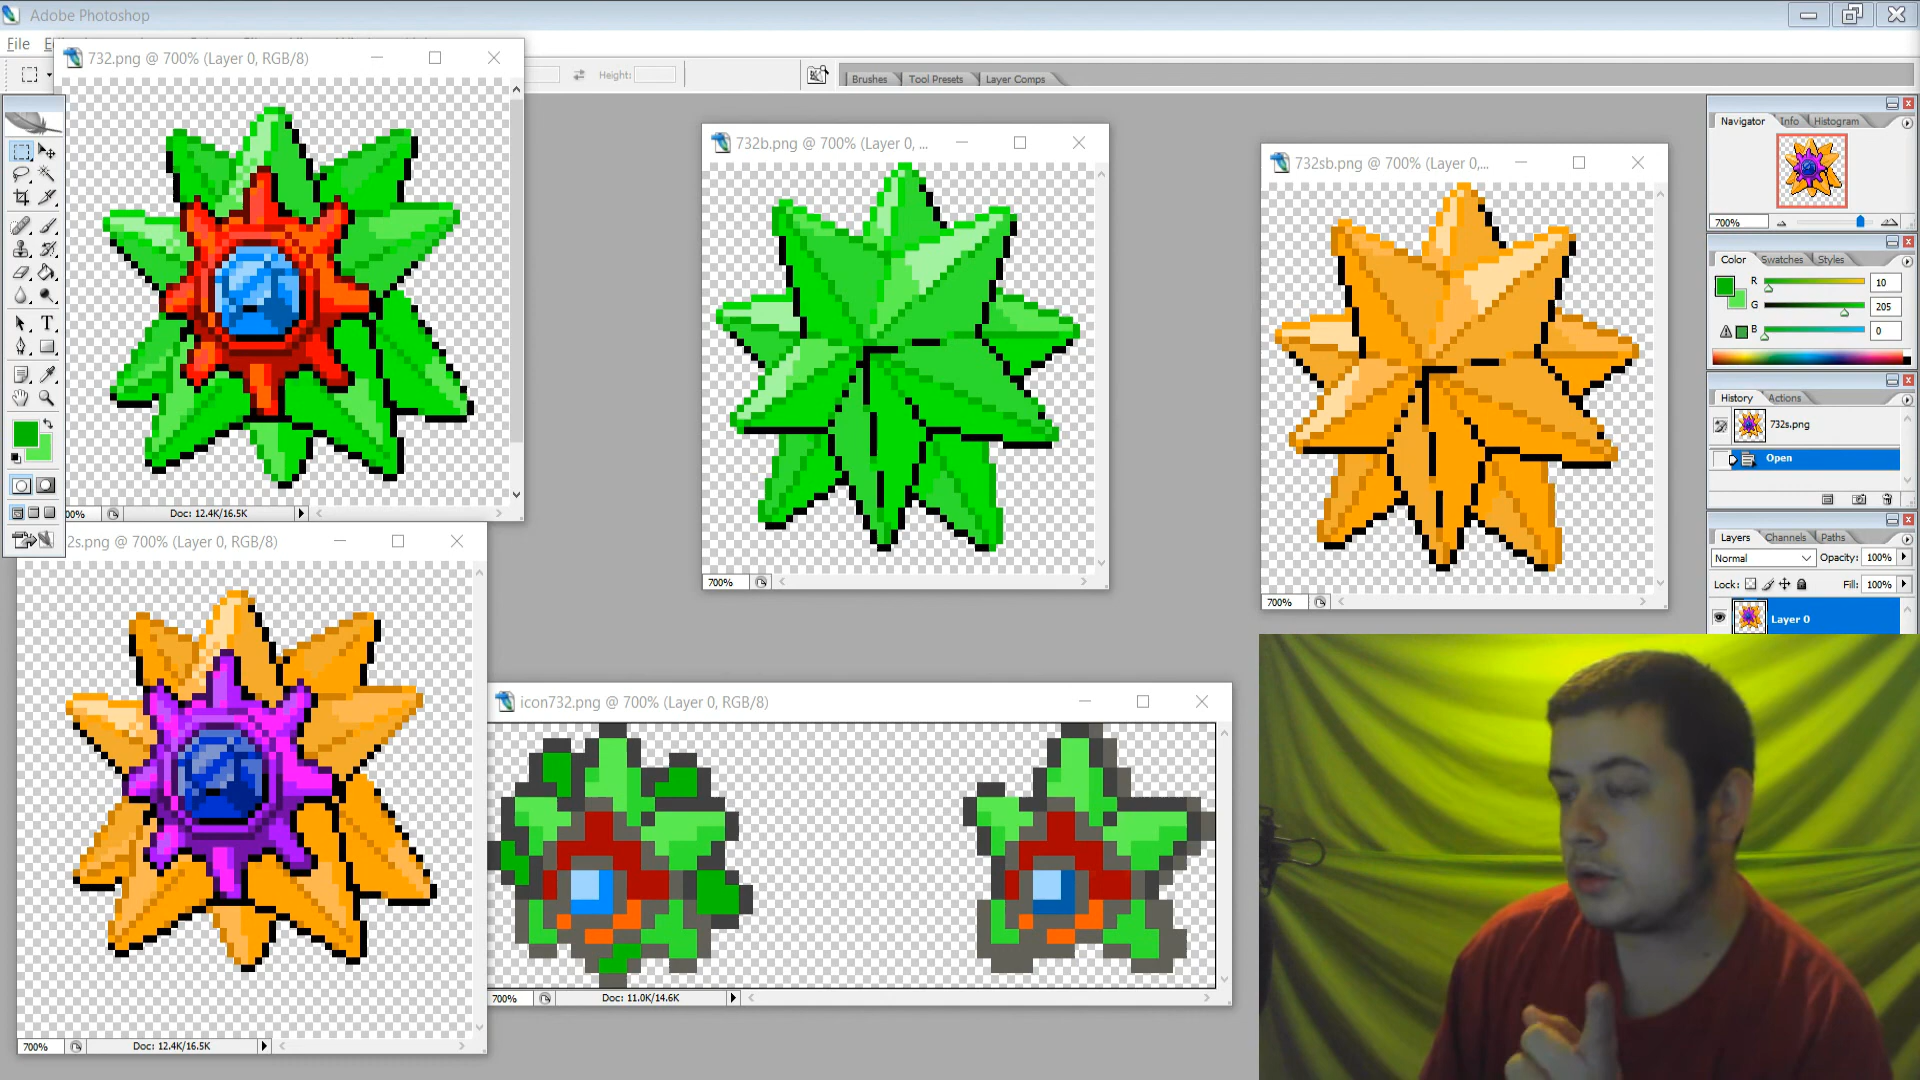 Adobe Photoshop
File
732.png @ 700% (Layer 0, RGB/8)
Height:
Brushes
Tool Presets
Layer Comps
732b.png @ 700% (Layer 0, ...
732sb.png @ 700% (Layer 0,...
Navigator
Info
Histogram
700%
Color
Swatches
Styles
R
10
G
205
B
0
History
Actions
732s.png
Open
Layers
Channels
Paths
Normal
Opacity: 100%
Lock:
Fill: 100%
Layer 0
00%
Doc: 12.4K/16.5K
2s.png @ 700% (Layer 0, RGB/8)
700%
700%
icon732.png @ 700% (Layer 0, RGB/8)
700%
Doc: 11.0K/14.6K
700%
Doc: 12.4K/16.5K